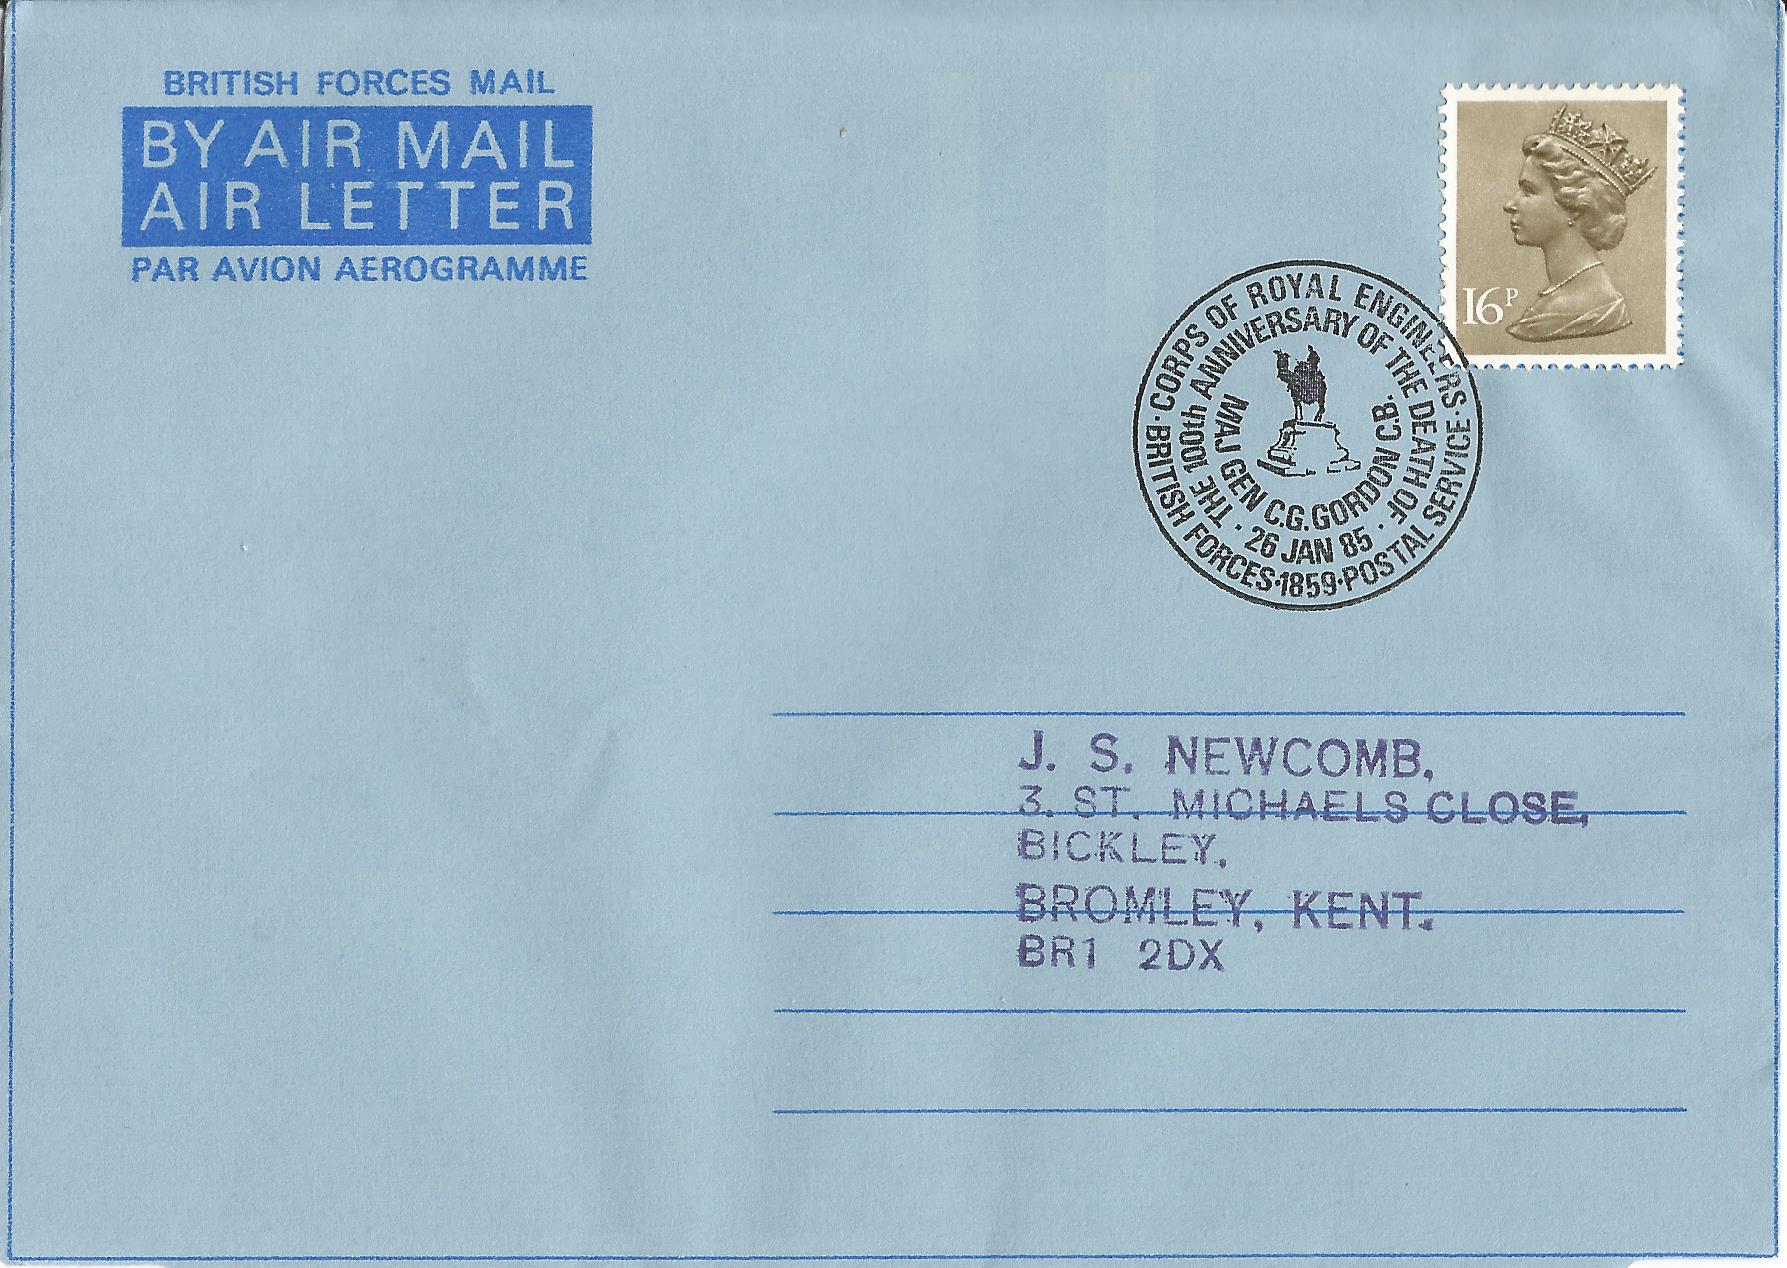 BRITISH FORCES MAIL
BY AIR MAIL
AIR LETTER
PAR AVION AEROGRAMME
16P
· CORPS OF ROYAL ENGINEERS ·
BRITISH FORCES · 1859 · POSTAL SERVICE
THE 100th ANNIVERSARY OF THE DEATH OF
MAJ GEN C.G. GORDON C.B.
· 26 JAN 85 ·
J. S. NEWCOMB,
3. ST. MICHAELS CLOSE,
BICKLEY,
BROMLEY, KENT.
BR1 2DX